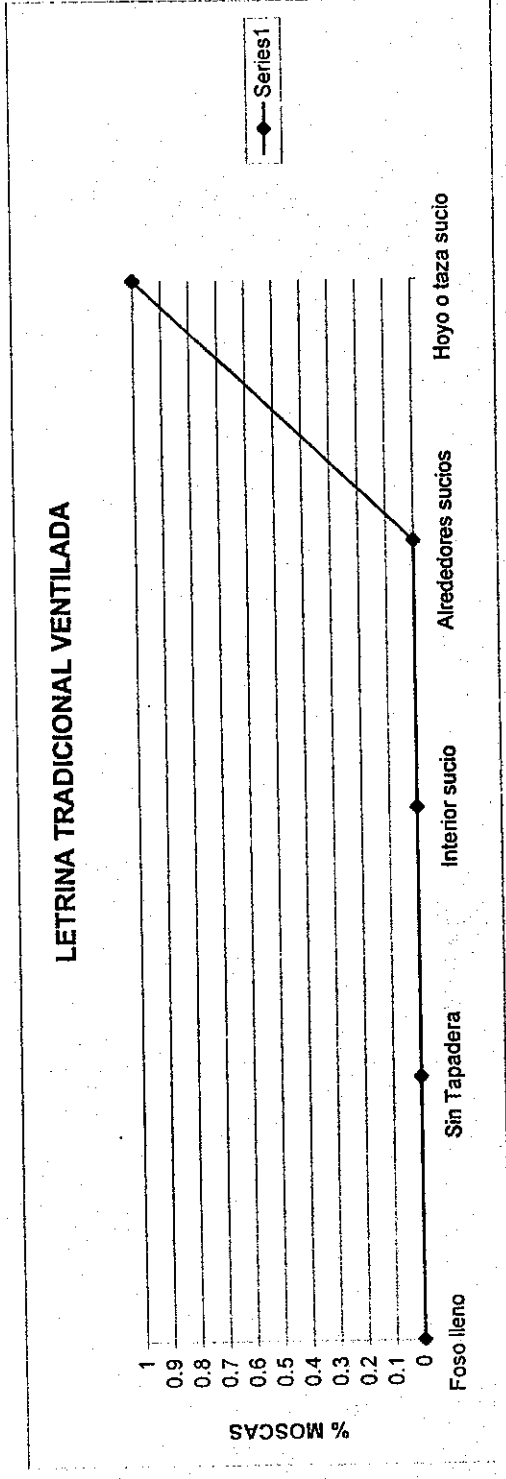 LETRINA TRADICIONAL VENTILADA
% MOSCAS
1
0.9
0.8
0.7
0.6
0.5
0.4
0.3
0.2
0.1
0
Foso lleno
Sin Tapadera
Interior sucio
Alrededores sucios
Hoyo o taza sucio
Series1